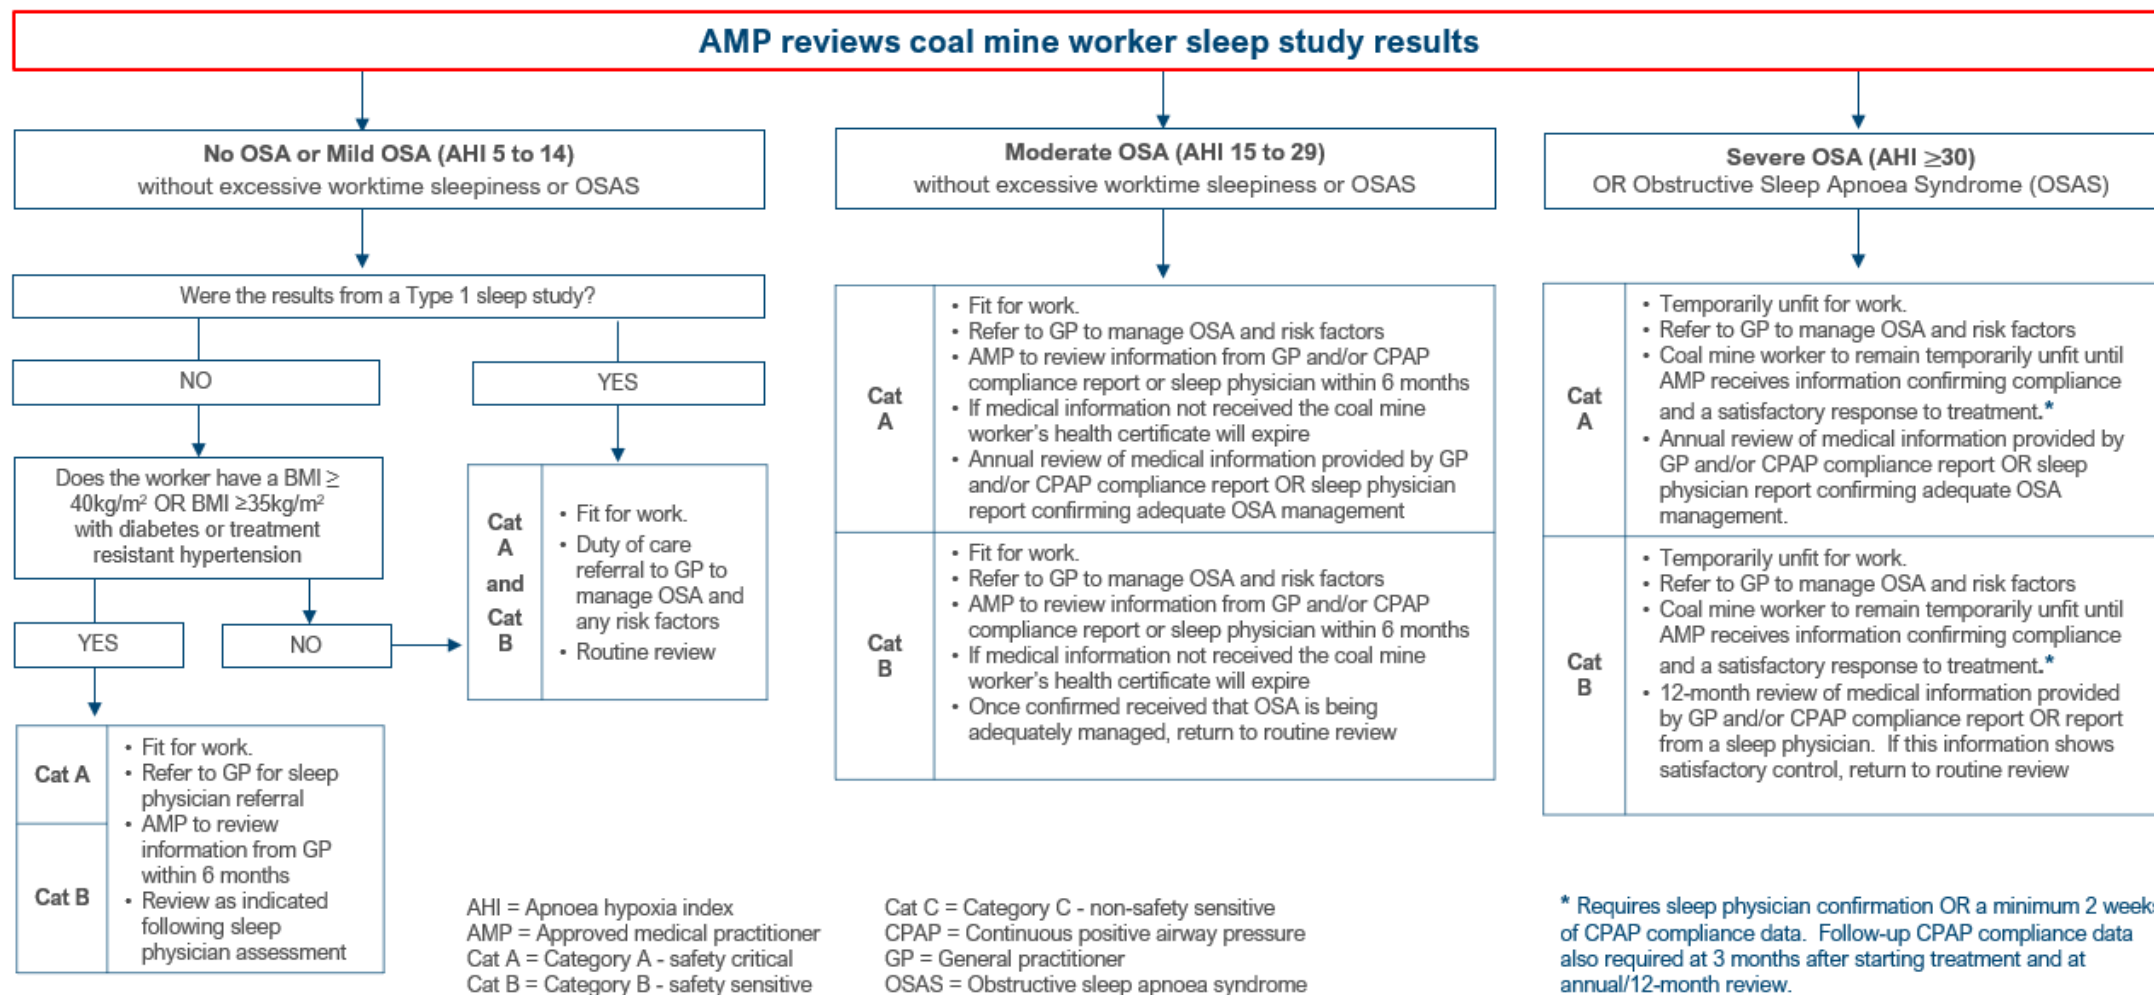 AMP reviews coal mine worker sleep study results
No OSA or Mild OSA (AHI 5 to 14)
without excessive worktime sleepiness or OSAS
Were the results from a Type 1 sleep study?
NO
YES
Does the worker have a BMI ≥
40kg/m² OR BMI ≥35kg/m²
with diabetes or treatment
resistant hypertension
YES
NO
Cat A
Cat B
• Fit for work.
• Refer to GP for sleep
physician referral
• AMP to review
information from GP
within 6 months
• Review as indicated
following sleep
physician assessment
Cat
A
and
Cat
B
• Fit for work.
• Duty of care
referral to GP to
manage OSA and
any risk factors
• Routine review
Moderate OSA (AHI 15 to 29)
without excessive worktime sleepiness or OSAS
Cat
A
• Fit for work.
• Refer to GP to manage OSA and risk factors
• AMP to review information from GP and/or CPAP
compliance report or sleep physician within 6 months
• If medical information not received the coal mine
worker's health certificate will expire
• Annual review of medical information provided by GP
and/or CPAP compliance report OR sleep physician
report confirming adequate OSA management
Cat
B
• Fit for work.
• Refer to GP to manage OSA and risk factors
• AMP to review information from GP and/or CPAP
compliance report or sleep physician within 6 months
• If medical information not received the coal mine
worker's health certificate will expire
• Once confirmed received that OSA is being
adequately managed, return to routine review
Severe OSA (AHI ≥30)
OR Obstructive Sleep Apnoea Syndrome (OSAS)
Cat
A
• Temporarily unfit for work.
• Refer to GP to manage OSA and risk factors
• Coal mine worker to remain temporarily unfit until
AMP receives information confirming compliance
and a satisfactory response to treatment.*
• Annual review of medical information provided by
GP and/or CPAP compliance report OR sleep
physician report confirming adequate OSA
management.
Cat
B
• Temporarily unfit for work.
• Refer to GP to manage OSA and risk factors
• Coal mine worker to remain temporarily unfit until
AMP receives information confirming compliance
and a satisfactory response to treatment.*
• 12-month review of medical information provided
by GP and/or CPAP compliance report OR report
from a sleep physician. If this information shows
satisfactory control, return to routine review
AHI = Apnoea hypoxia index
AMP = Approved medical practitioner
Cat A = Category A - safety critical
Cat B = Category B - safety sensitive
Cat C = Category C - non-safety sensitive
CPAP = Continuous positive airway pressure
GP = General practitioner
OSAS = Obstructive sleep apnoea syndrome
* Requires sleep physician confirmation OR a minimum 2 weeks
of CPAP compliance data. Follow-up CPAP compliance data
also required at 3 months after starting treatment and at
annual/12-month review.